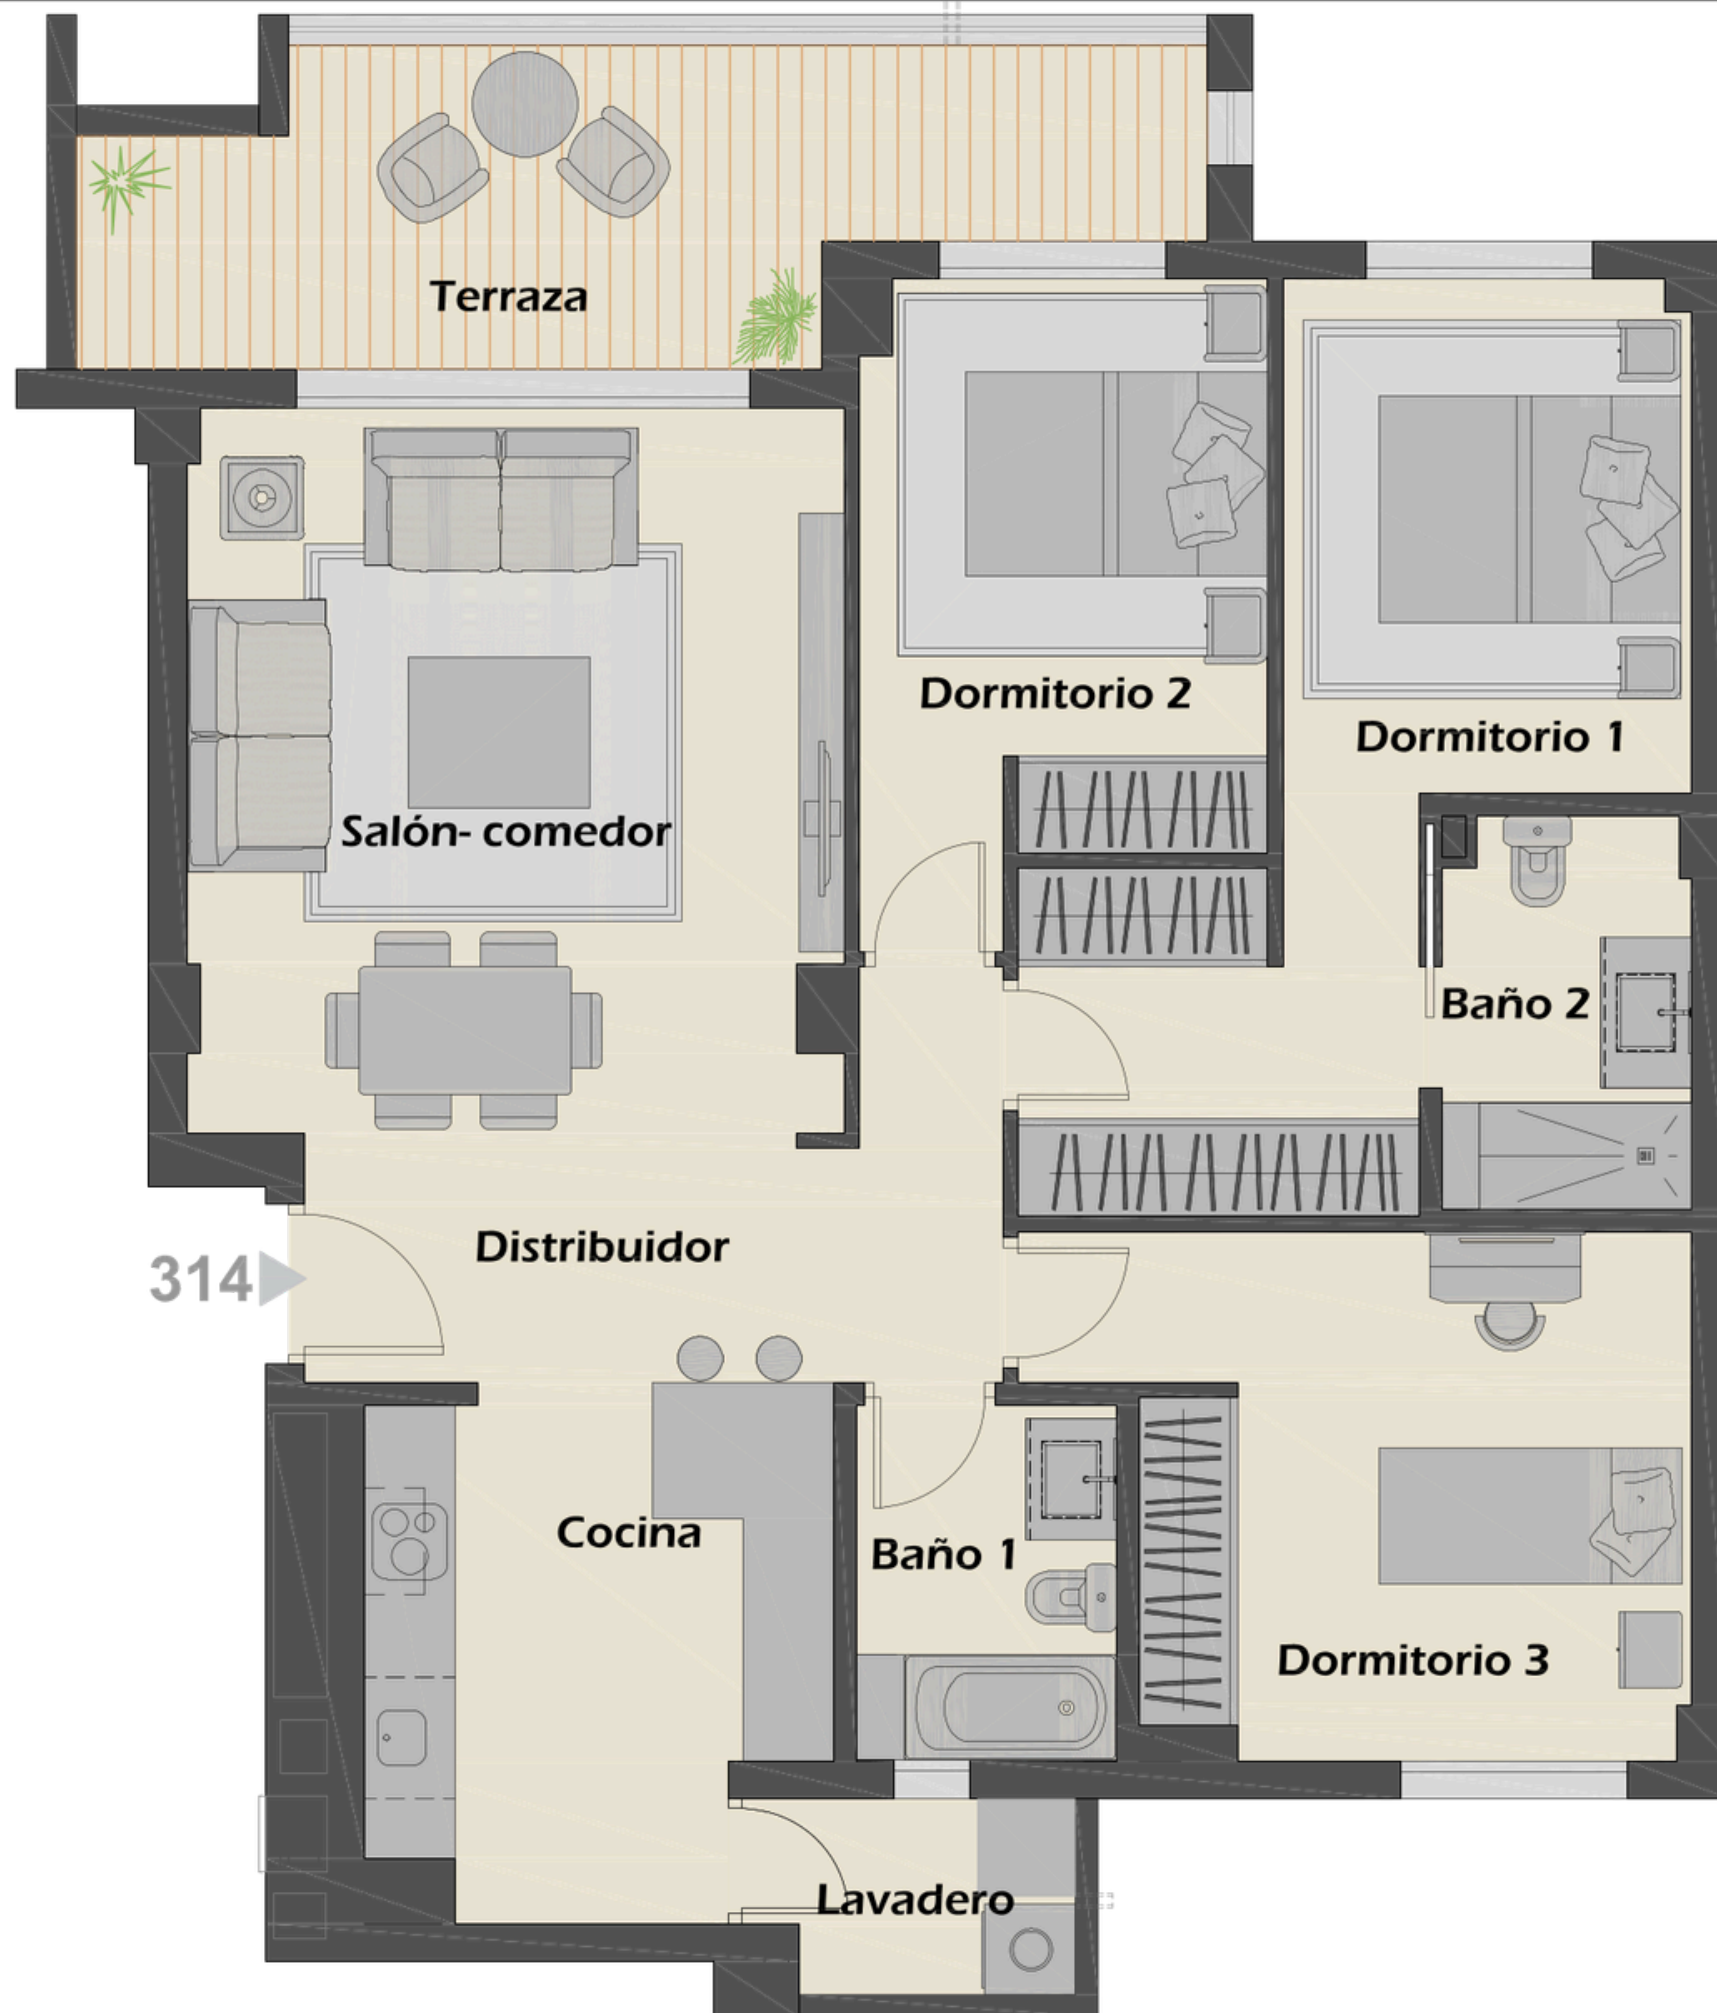 Terraza
Dormitorio 2
Dormitorio 1
Salón- comedor
Baño 2
Distribuidor
314
Cocina
Baño 1
Dormitorio 3
Lavadero